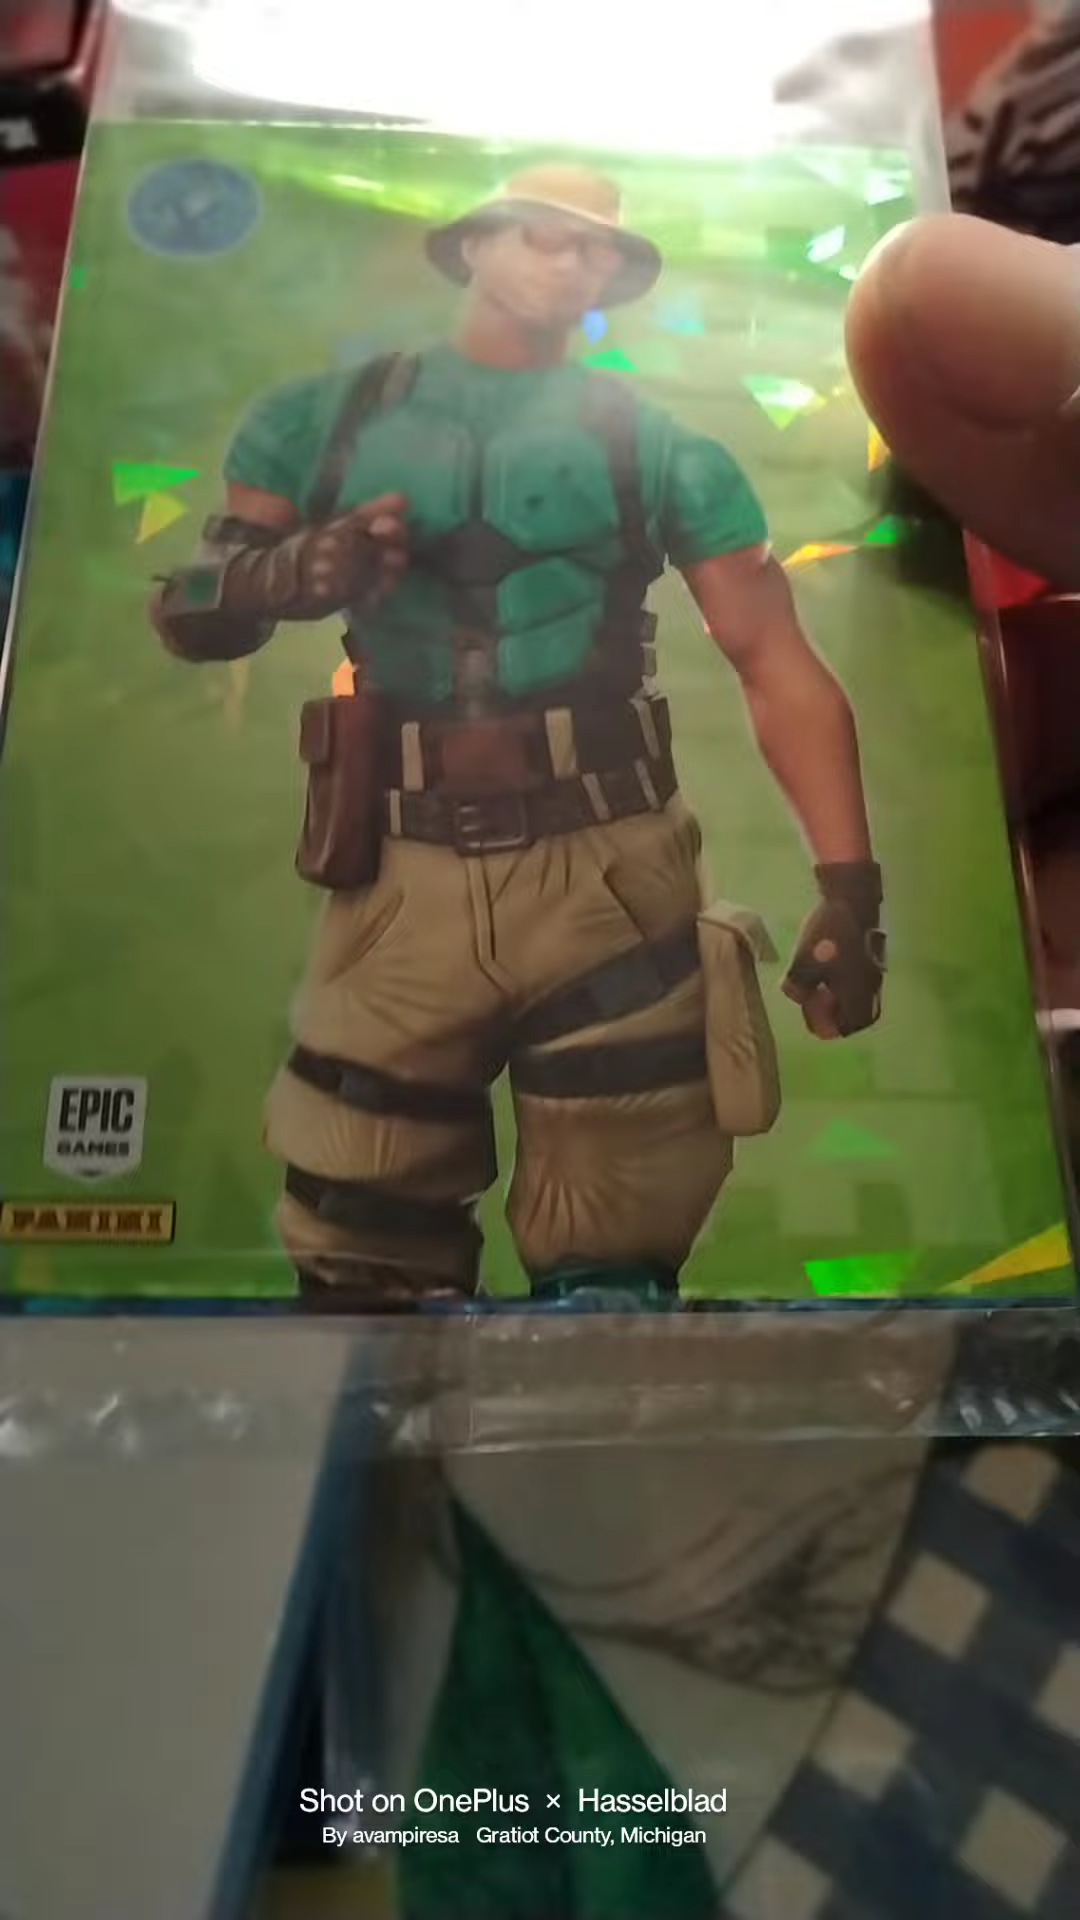 EPIC
GAMES
PANINI
Shot on OnePlus × Hasselblad
By avampiresa Gratiot County, Michigan